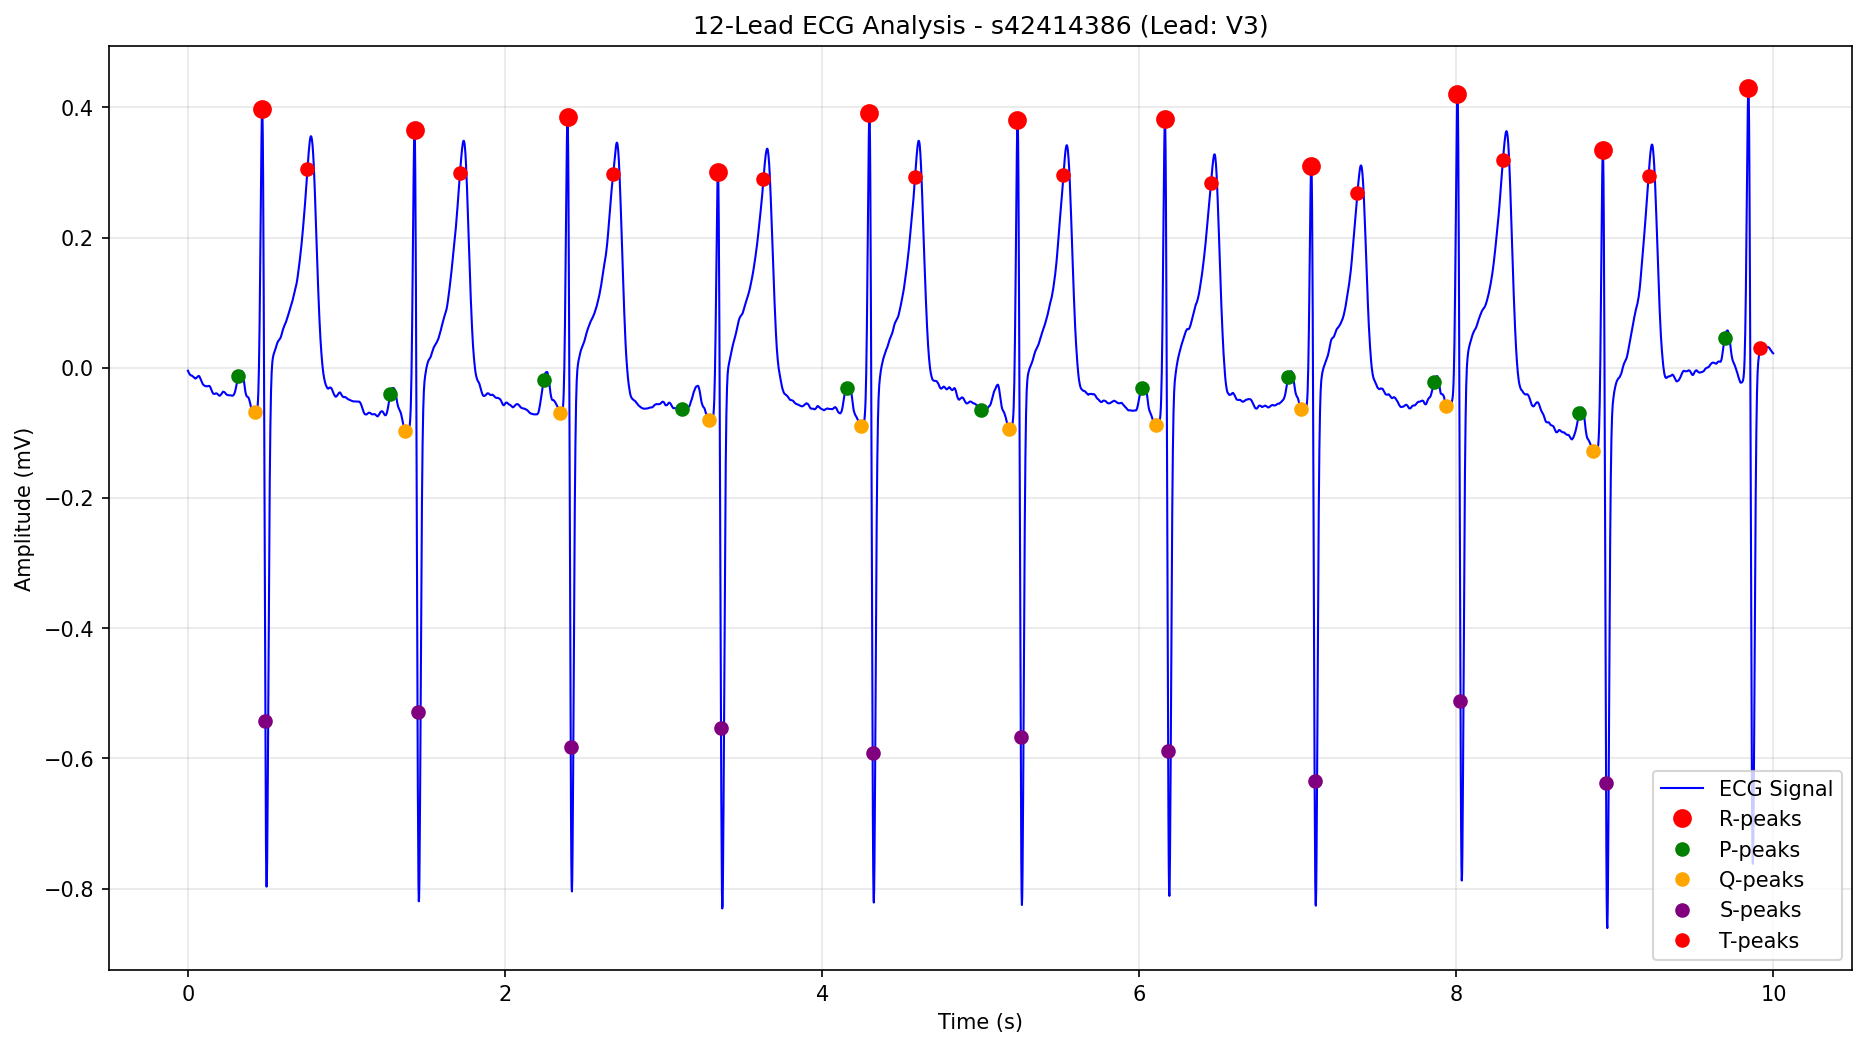 12-Lead ECG Analysis - s42414386 (Lead: V3)
Amplitude (mV)
0.4
0.2
0.0
−0.2
−0.4
−0.6
−0.8
0 2 4 6 8 10
Time (s)
ECG Signal
R-peaks
P-peaks
Q-peaks
S-peaks
T-peaks